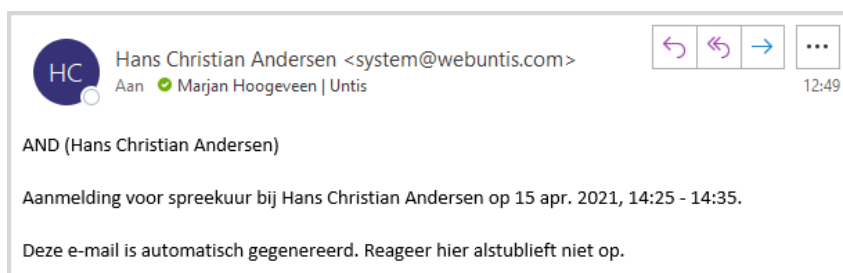 HC
Hans Christian Andersen <system@webuntis.com>
Aan Marjan Hoogeveen | Untis
12:49
AND (Hans Christian Andersen)
Aanmelding voor spreekuur bij Hans Christian Andersen op 15 apr. 2021, 14:25 - 14:35.
Deze e-mail is automatisch gegenereerd. Reageer hier alstublieft niet op.